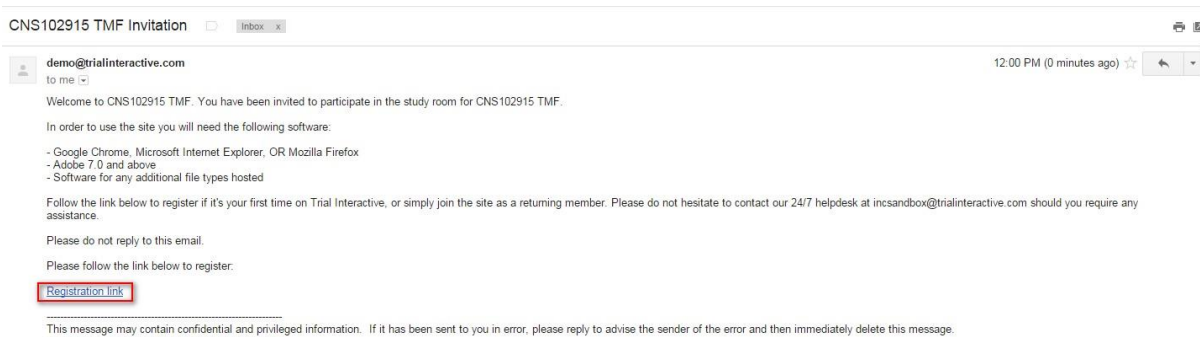 CNS102915 TMF Invitation
Inbox x
demo@trialinteractive.com
12:00 PM (0 minutes ago)
to me
Welcome to CNS102915 TMF. You have been invited to participate in the study room for CNS102915 TMF.
In order to use the site you will need the following software:
- Google Chrome, Microsoft Internet Explorer, OR Mozilla Firefox
- Adobe 7.0 and above
- Software for any additional file types hosted
Follow the link below to register if it's your first time on Trial Interactive, or simply join the site as a returning member. Please do not hesitate to contact our 24/7 helpdesk at incsandbox@trialinteractive.com should you require any
assistance.
Please do not reply to this email.
Please follow the link below to register:
Registration link
----------------------------------------------------------------------
This message may contain confidential and privileged information. If it has been sent to you in error, please reply to advise the sender of the error and then immediately delete this message.